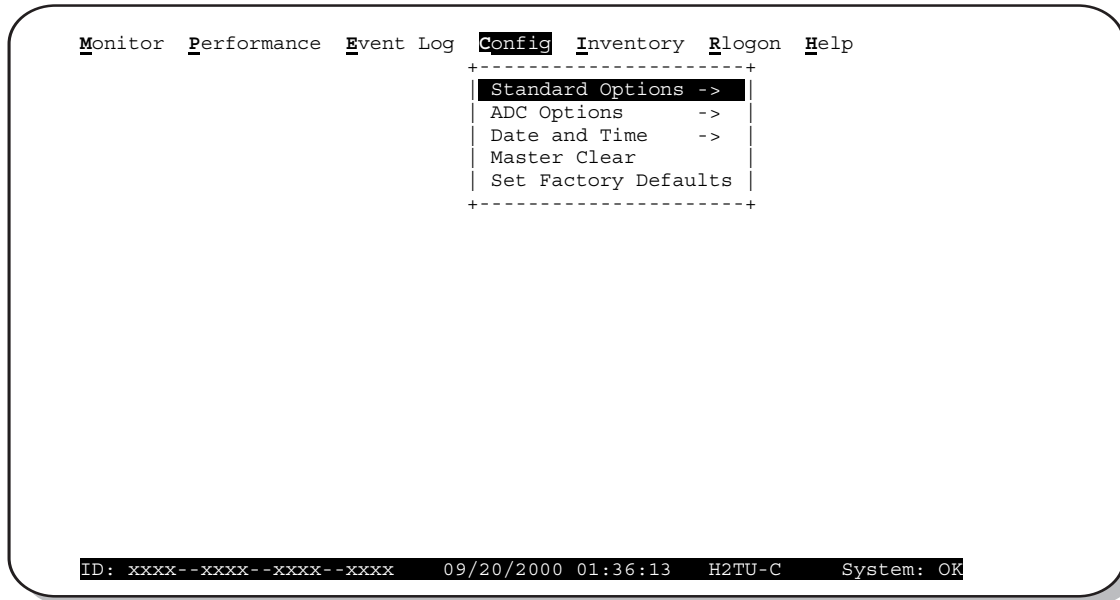 Monitor Performance Event Log Config Inventory Rlogon Help
+----------------------+
| Standard Options -> |
| ADC Options -> |
| Date and Time -> |
| Master Clear |
| Set Factory Defaults |
+----------------------+
ID: xxxx--xxxx--xxxx--xxxx 09/20/2000 01:36:13 H2TU-C System: OK